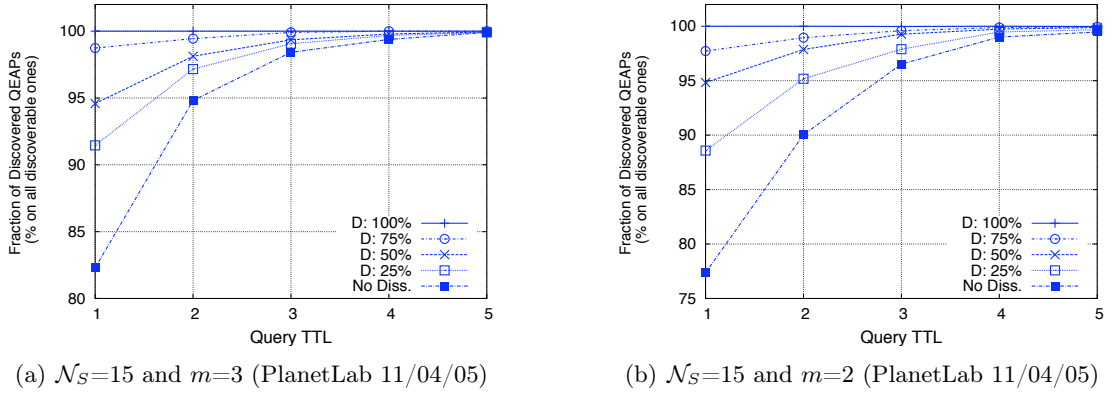 Fraction of Discovered QEAPs
(% on all discoverable ones)
100
95
90
85
80
D: 100%
D: 75%
D: 50%
D: 25%
No Diss.
1 2 3 4 5
Query TTL
(a) 𝒩_S=15 and m=3 (PlanetLab 11/04/05)
Fraction of Discovered QEAPs
(% on all discoverable ones)
100
95
90
85
80
75
D: 100%
D: 75%
D: 50%
D: 25%
No Diss.
1 2 3 4 5
Query TTL
(b) 𝒩_S=15 and m=2 (PlanetLab 11/04/05)